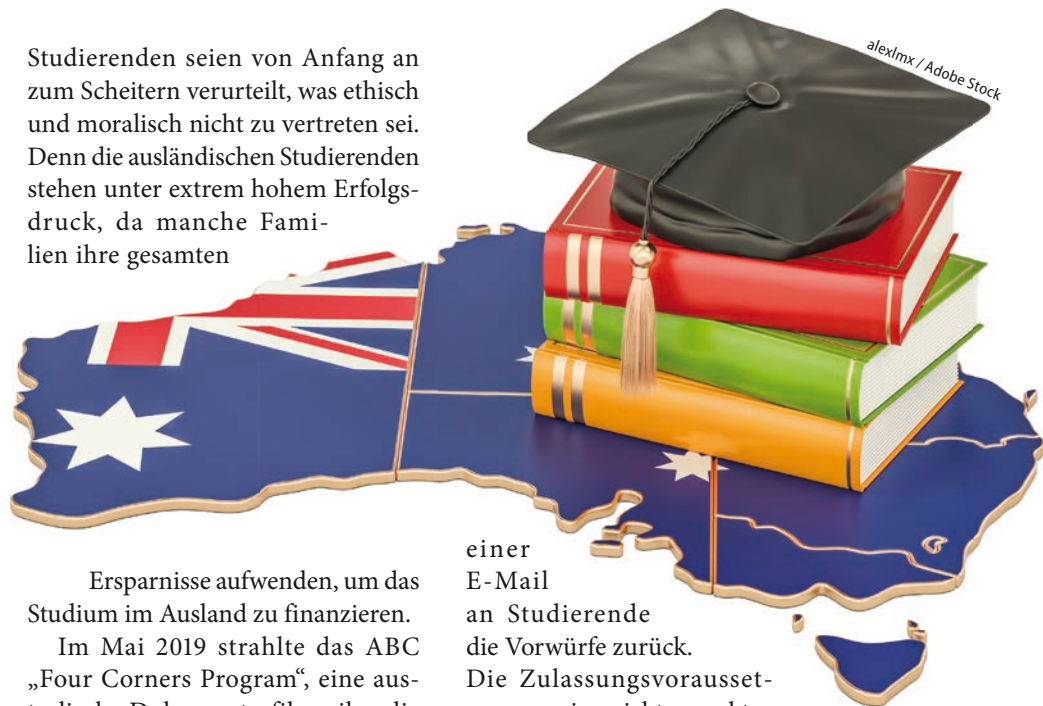 alexlmx / Adobe Stock
Studierenden seien von Anfang an
zum Scheitern verurteilt, was ethisch
und moralisch nicht zu vertreten sei.
Denn die ausländischen Studierenden
stehen unter extrem hohem Erfolgs-
druck, da manche Fami-
lien ihre gesamten
Ersparnisse aufwenden, um das
Studium im Ausland zu finanzieren.
Im Mai 2019 strahlte das ABC
„Four Corners Program“, eine aus-
einer
E-Mail
an Studierende
die Vorwürfe zurück.
Die Zulassungsvorausset-